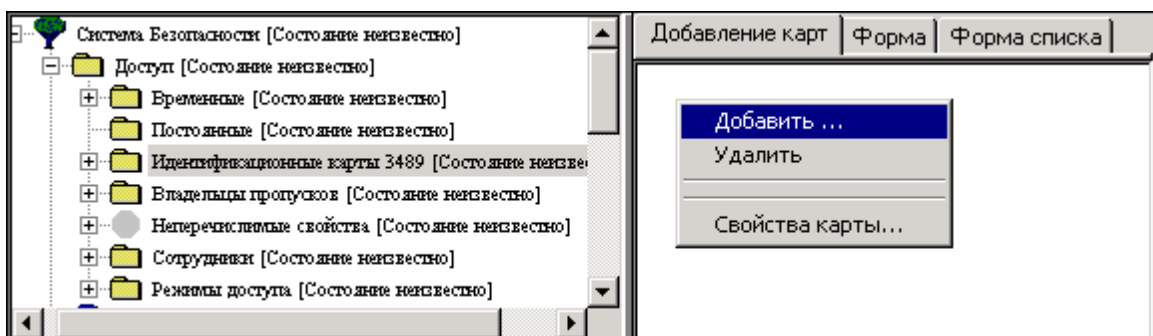 Система Безопасности [Состояние неизвестно]
Доступ [Состояние неизвестно]
Временные [Состояние неизвестно]
Постоянные [Состояние неизвестно]
Идентификационные карты 3489 [Состояние неизве
Владельцы пропусков [Состояние неизвестно]
Неперечислимые свойства [Состояние неизвестно]
Сотрудники [Состояние неизвестно]
Режимы доступа [Состояние неизвестно]
Добавление карт Форма Форма списка
Добавить ...
Удалить
Свойства карты...